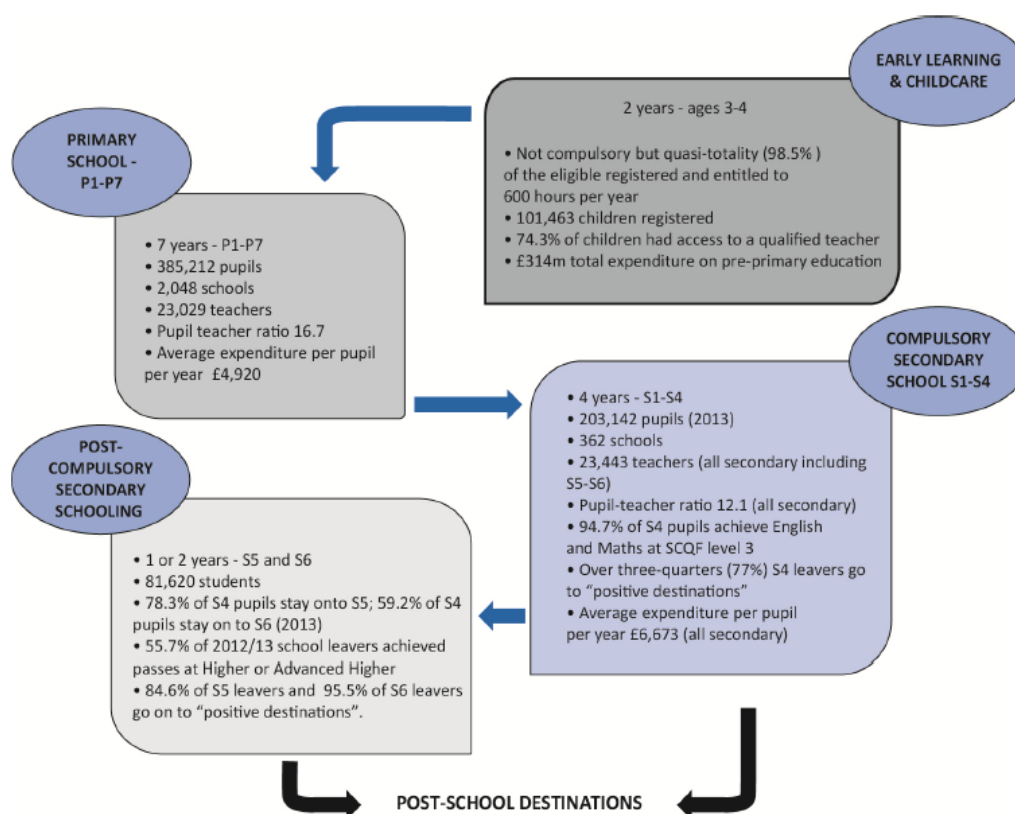 EARLY LEARNING
& CHILDCARE
2 years - ages 3-4
• Not compulsory but quasi-totality (98.5% )
of the eligible registered and entitled to
600 hours per year
• 101,463 children registered
• 74.3% of children had access to a qualified teacher
• £314m total expenditure on pre-primary education
PRIMARY
SCHOOL -
P1-P7
• 7 years - P1-P7
• 385,212 pupils
• 2,048 schools
• 23,029 teachers
• Pupil teacher ratio 16.7
• Average expenditure per pupil
per year £4,920
COMPULSORY
SECONDARY
SCHOOL S1-S4
• 4 years - S1-S4
• 203,142 pupils (2013)
• 362 schools
• 23,443 teachers (all secondary including
S5-S6)
• Pupil-teacher ratio 12.1 (all secondary)
• 94.7% of S4 pupils achieve English
and Maths at SCQF level 3
• Over three-quarters (77%) S4 leavers go
to “positive destinations”
• Average expenditure per pupil
per year £6,673 (all secondary)
POST-
COMPULSORY
SECONDARY
SCHOOLING
• 1 or 2 years - S5 and S6
• 81,620 students
• 78.3% of S4 pupils stay onto S5; 59.2% of S4
pupils stay on to S6 (2013)
• 55.7% of 2012/13 school leavers achieved
passes at Higher or Advanced Higher
• 84.6% of S5 leavers and 95.5% of S6 leavers
go on to “positive destinations”.
POST-SCHOOL DESTINATIONS